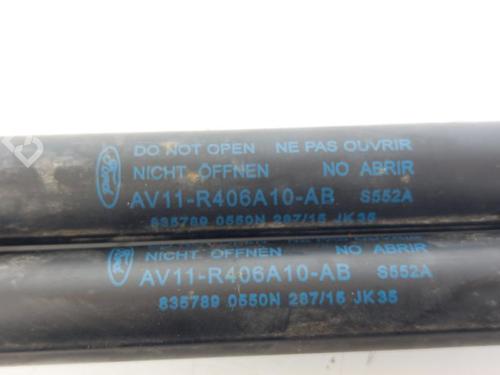 Ford
DO NOT OPEN NE PAS OUVRIR
NICHT ÖFFNEN NO ABRIR
AV11-R406A10-AB S552A
835789 0550N 287/15 JK35
Ford
NICHT ÖFFNEN NO ABRIR
AV11-R406A10-AB S552A
835789 0550N 287/15 JK35